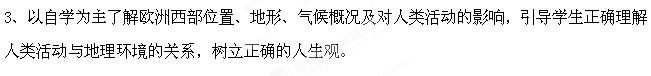 3、以自学为主了解欧洲西部位置、地形、气候概况及对人类活动的影响，引导学生正确理解
人类活动与地理环境的关系，树立正确的人生观。